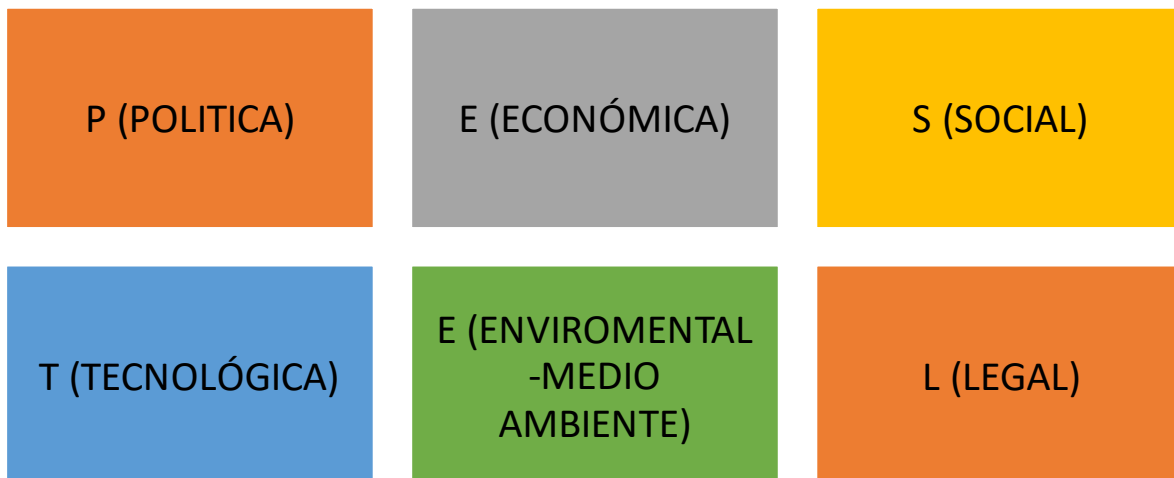 P (POLITICA)
E (ECONÓMICA)
S (SOCIAL)
T (TECNOLÓGICA)
E (ENVIROMENTAL
-MEDIO
AMBIENTE)
L (LEGAL)